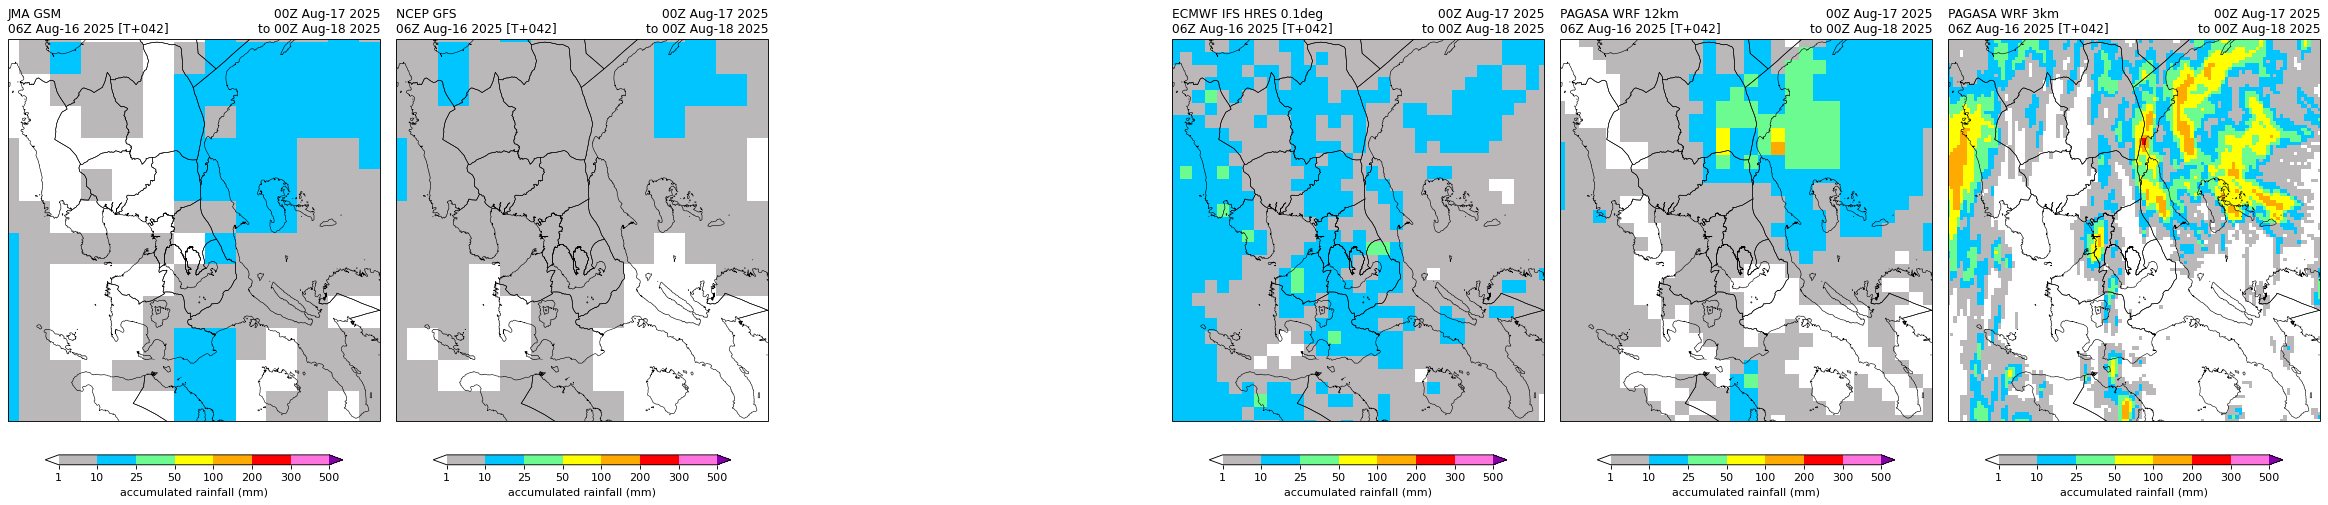 JMA GSM 00Z Aug-17 2025
06Z Aug-16 2025 [T+042] to 00Z Aug-18 2025
1 10 25 50 100 200 300 500
accumulated rainfall (mm)
NCEP GFS 00Z Aug-17 2025
06Z Aug-16 2025 [T+042] to 00Z Aug-18 2025
1 10 25 50 100 200 300 500
accumulated rainfall (mm)
ECMWF IFS HRES 0.1deg 00Z Aug-17 2025
06Z Aug-16 2025 [T+042] to 00Z Aug-18 2025
1 10 25 50 100 200 300 500
accumulated rainfall (mm)
PAGASA WRF 12km 00Z Aug-17 2025
06Z Aug-16 2025 [T+042] to 00Z Aug-18 2025
1 10 25 50 100 200 300 500
accumulated rainfall (mm)
PAGASA WRF 3km 00Z Aug-17 2025
06Z Aug-16 2025 [T+042] to 00Z Aug-18 2025
1 10 25 50 100 200 300 500
accumulated rainfall (mm)